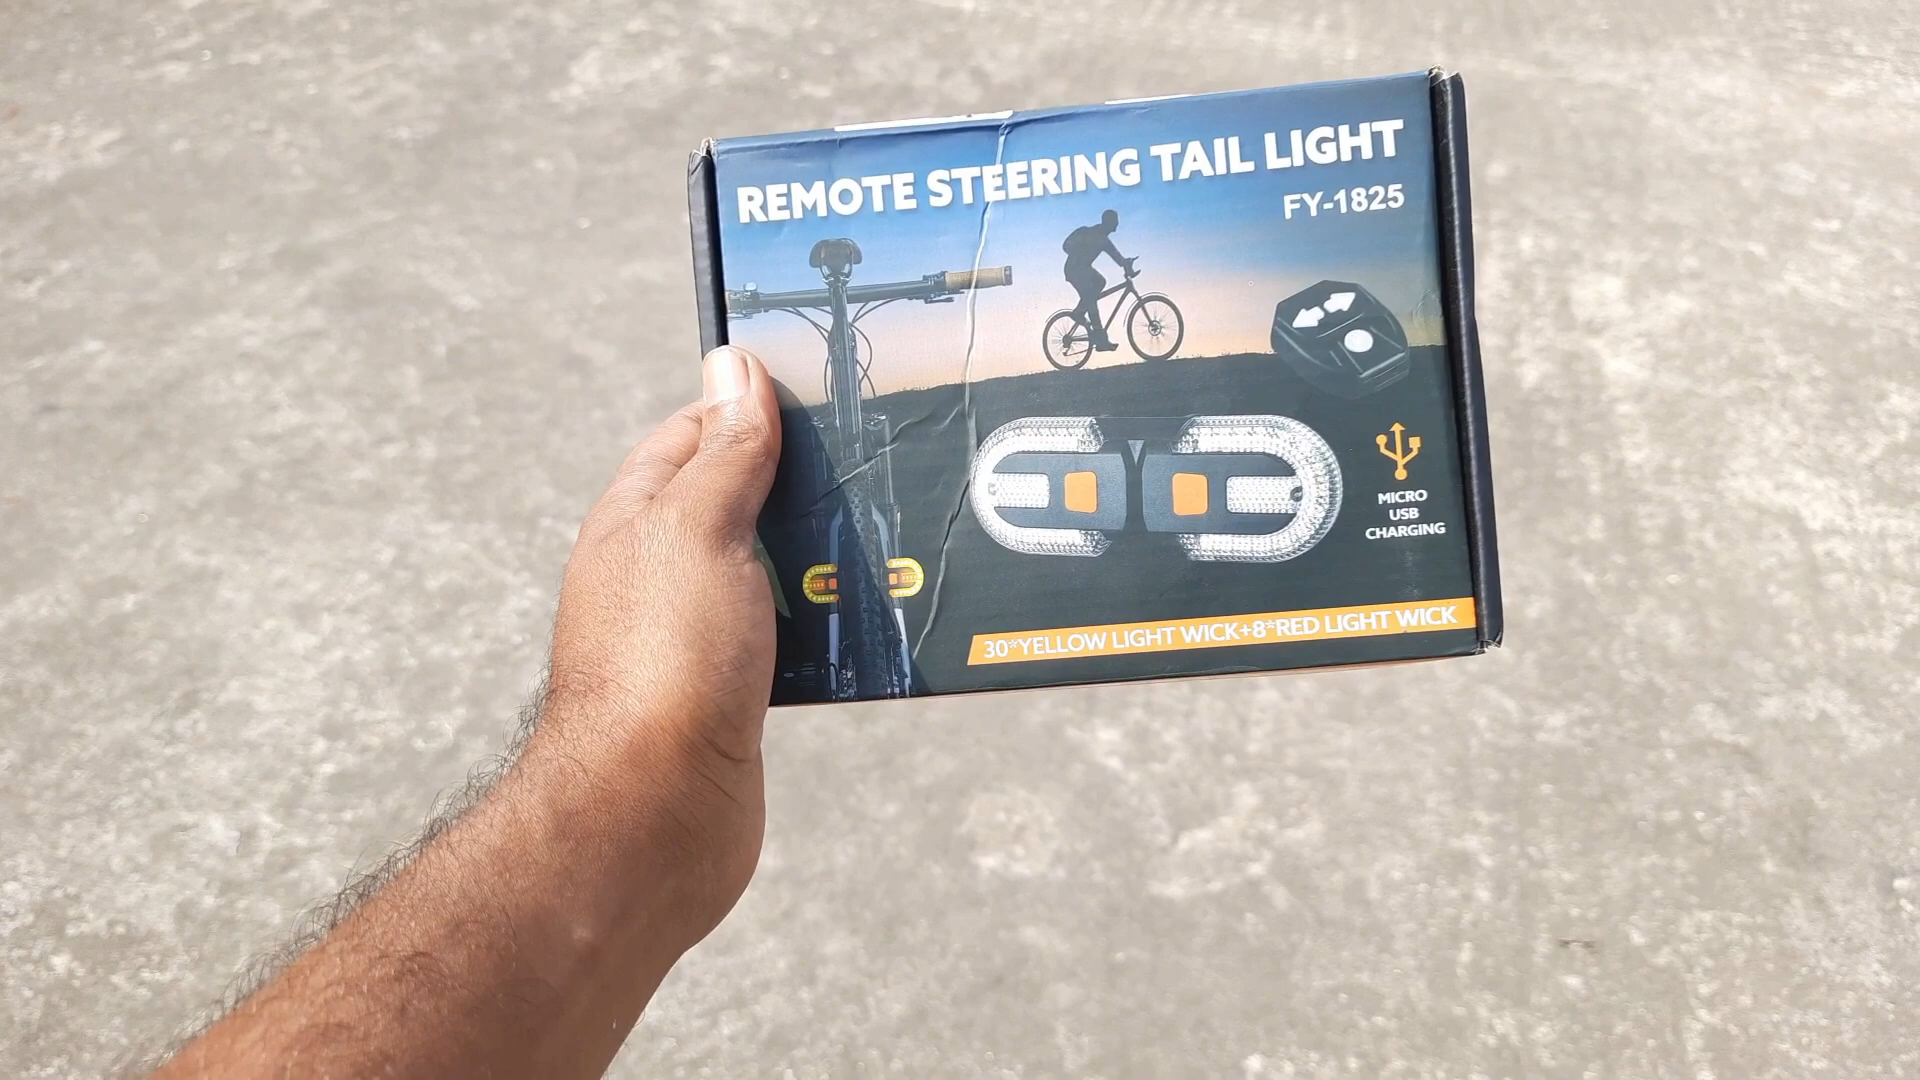 REMOTE STEERING TAIL LIGHT
FY-1825
MICRO
USB
CHARGING
30*YELLOW LIGHT WICK+8*RED LIGHT WICK